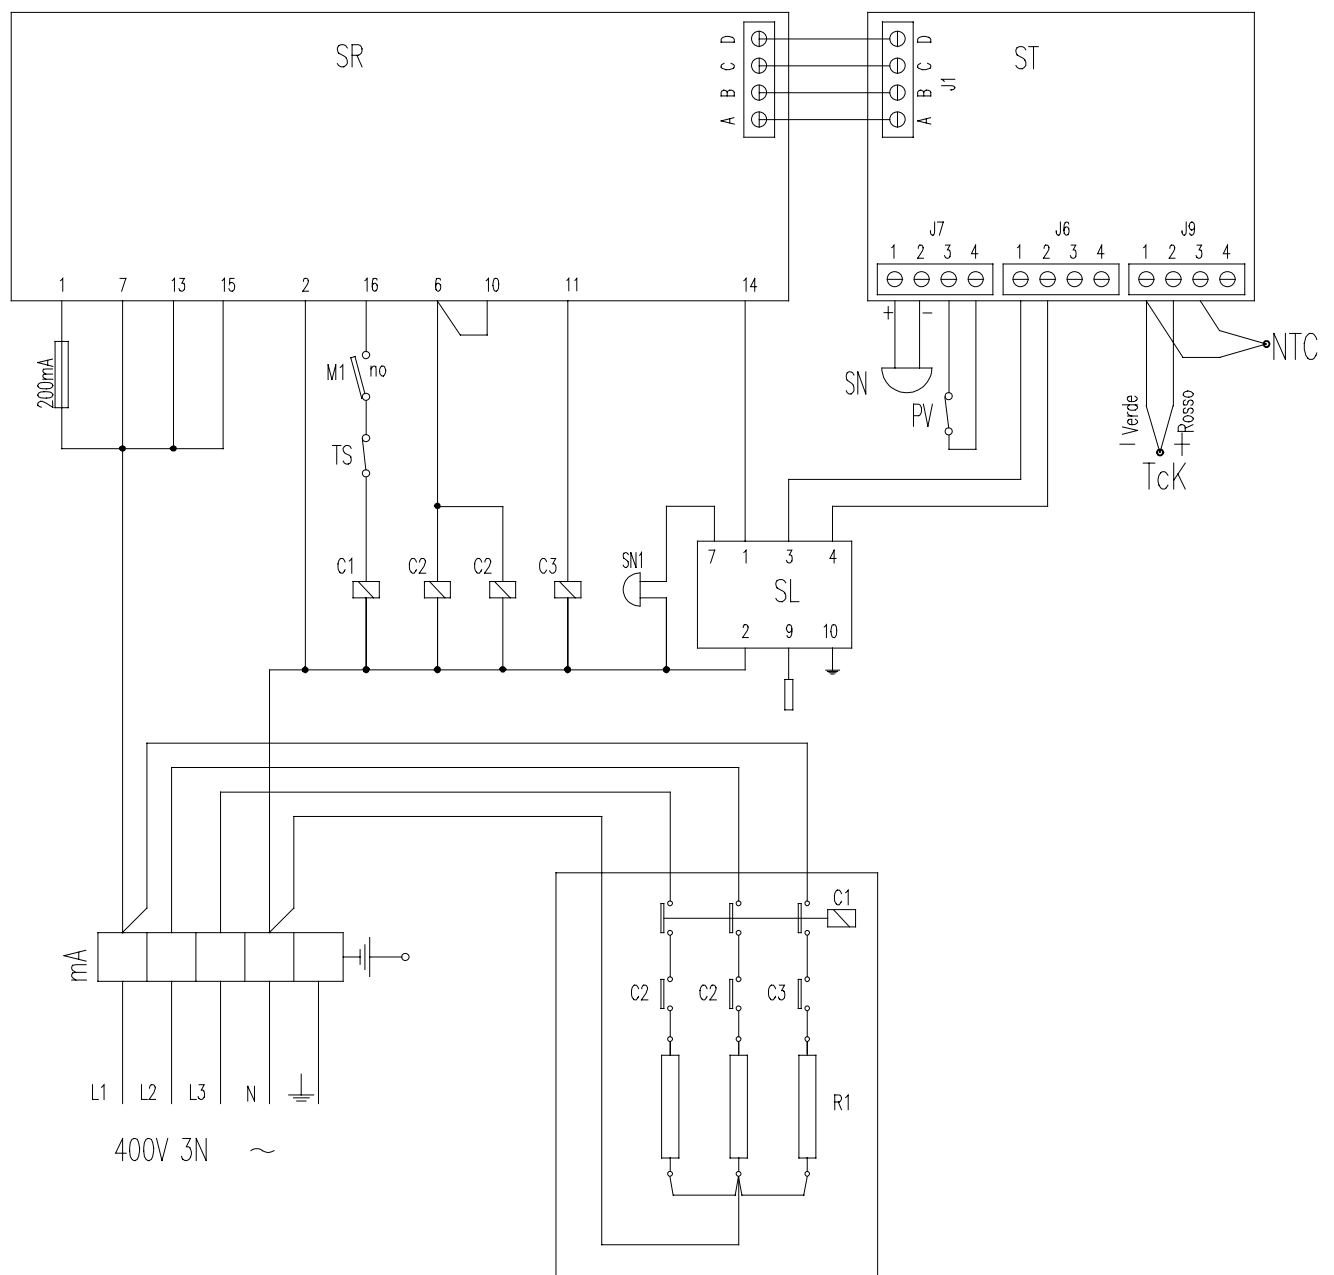 SR
D
C
B
A
D
C
B
A
J1
ST
J7
J6
J9
1 2 3 4
1 2 3 4
1 2 3 4
1 7 13 15 2 16 6 10 11 14
+ −
200mA
M1 no
TS
SN
PV
− Verde
+ Rosso
TcK
NTC
C1 C2 C2 C3 SN1
7 1 3 4
SL
2 9 10
C1
mA
C2 C2 C3
L1 L2 L3 N
R1
400V 3N ~